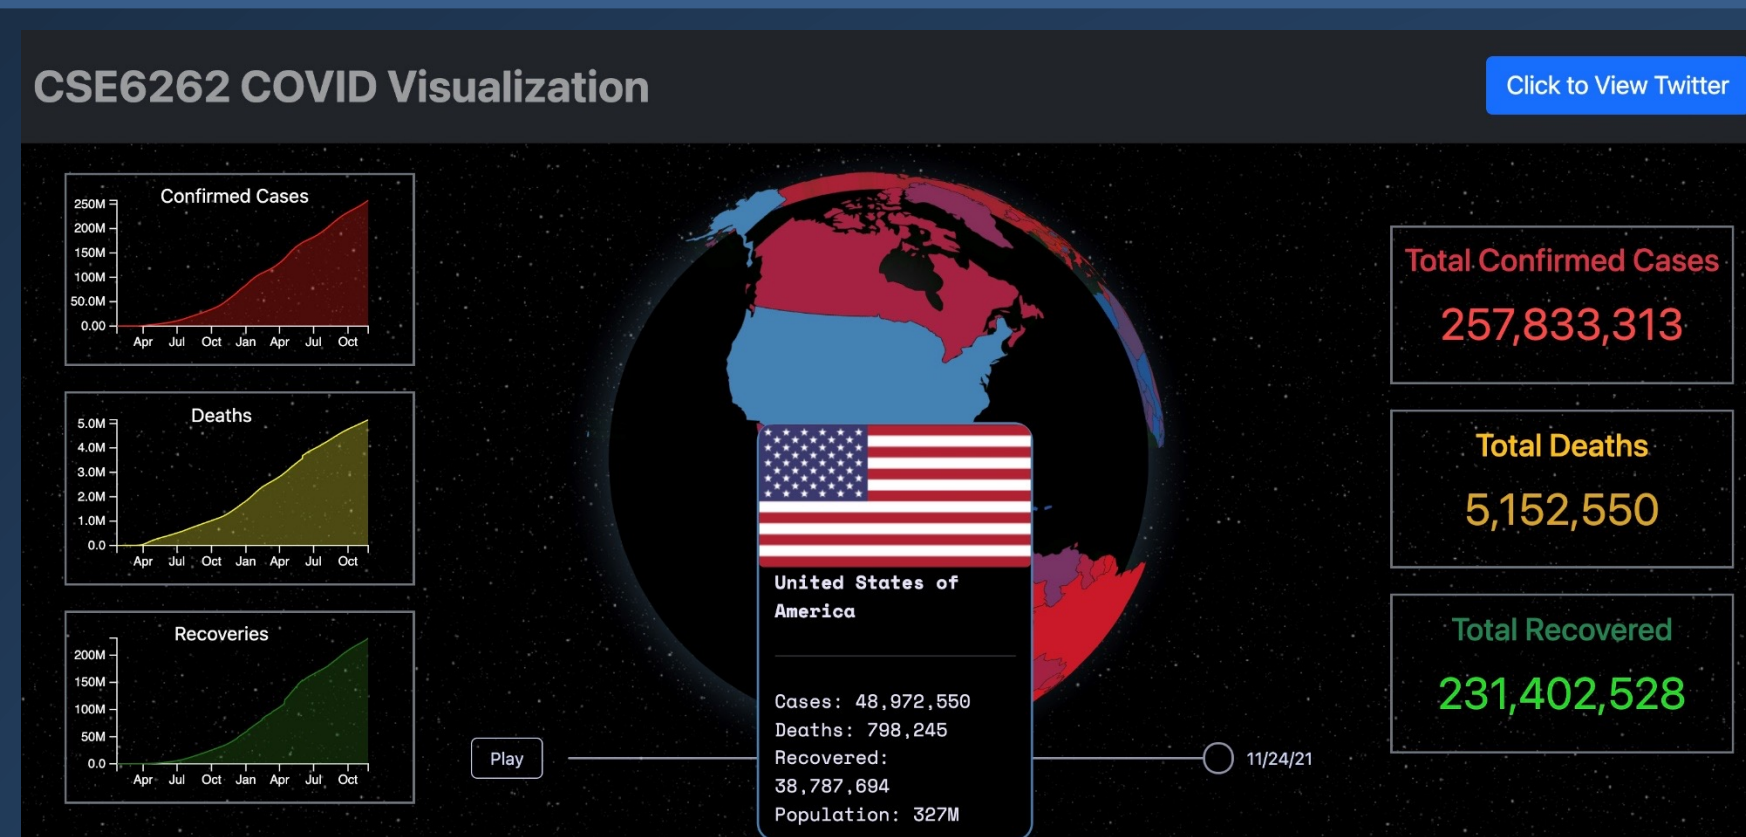 CSE6262 COVID Visualization
Click to View Twitter
Confirmed Cases
250M
200M
150M
100M
50.0M
0.00
Apr Jul Oct Jan Apr Jul Oct
Deaths
5.0M
4.0M
3.0M
2.0M
1.0M
0.0
Apr Jul Oct Jan Apr Jul Oct
Recoveries
200M
150M
100M
50M
0.0
Apr Jul Oct Jan Apr Jul Oct
United States of
America
Cases: 48,972,550
Deaths: 798,245
Recovered:
38,787,694
Population: 327M
Play
11/24/21
Total Confirmed Cases
257,833,313
Total Deaths
5,152,550
Total Recovered
231,402,528